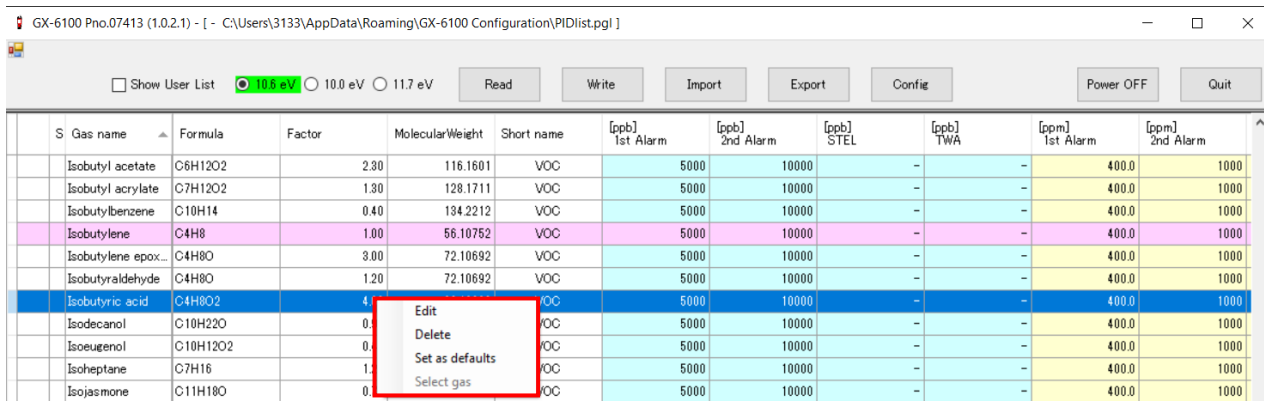 GX-6100 Pno.07413 (1.0.2.1) - [ - C:\Users\3133\AppData\Roaming\GX-6100 Configuration\PIDlist.pgl ]
Show User List 10.6 eV 10.0 eV 11.7 eV Read Write Import Export Config Power OFF Quit
S Gas name Formula Factor MolecularWeight Short name [ppb] 1st Alarm [ppb] 2nd Alarm [ppb] STEL [ppb] TWA [ppm] 1st Alarm [ppm] 2nd Alarm
Isobutyl acetate C6H12O2 2.30 116.1601 VOC 5000 10000 - - 400.0 1000
Isobutyl acrylate C7H12O2 1.30 128.1711 VOC 5000 10000 - - 400.0 1000
Isobutylbenzene C10H14 0.40 134.2212 VOC 5000 10000 - - 400.0 1000
Isobutylene C4H8 1.00 56.10752 VOC 5000 10000 - - 400.0 1000
Isobutylene epox... C4H8O 3.00 72.10692 VOC 5000 10000 - - 400.0 1000
Isobutyraldehyde C4H8O 1.20 72.10692 VOC 5000 10000 - - 400.0 1000
Isobutyric acid C4H8O2 VOC 5000 10000 - - 400.0 1000
Isodecanol C10H22O VOC 5000 10000 - - 400.0 1000
Isoeugenol C10H12O2 VOC 5000 10000 - - 400.0 1000
Isoheptane C7H16 VOC 5000 10000 - - 400.0 1000
Isojasmone C11H18O VOC 5000 10000 - - 400.0 1000
Edit
Delete
Set as defaults
Select gas